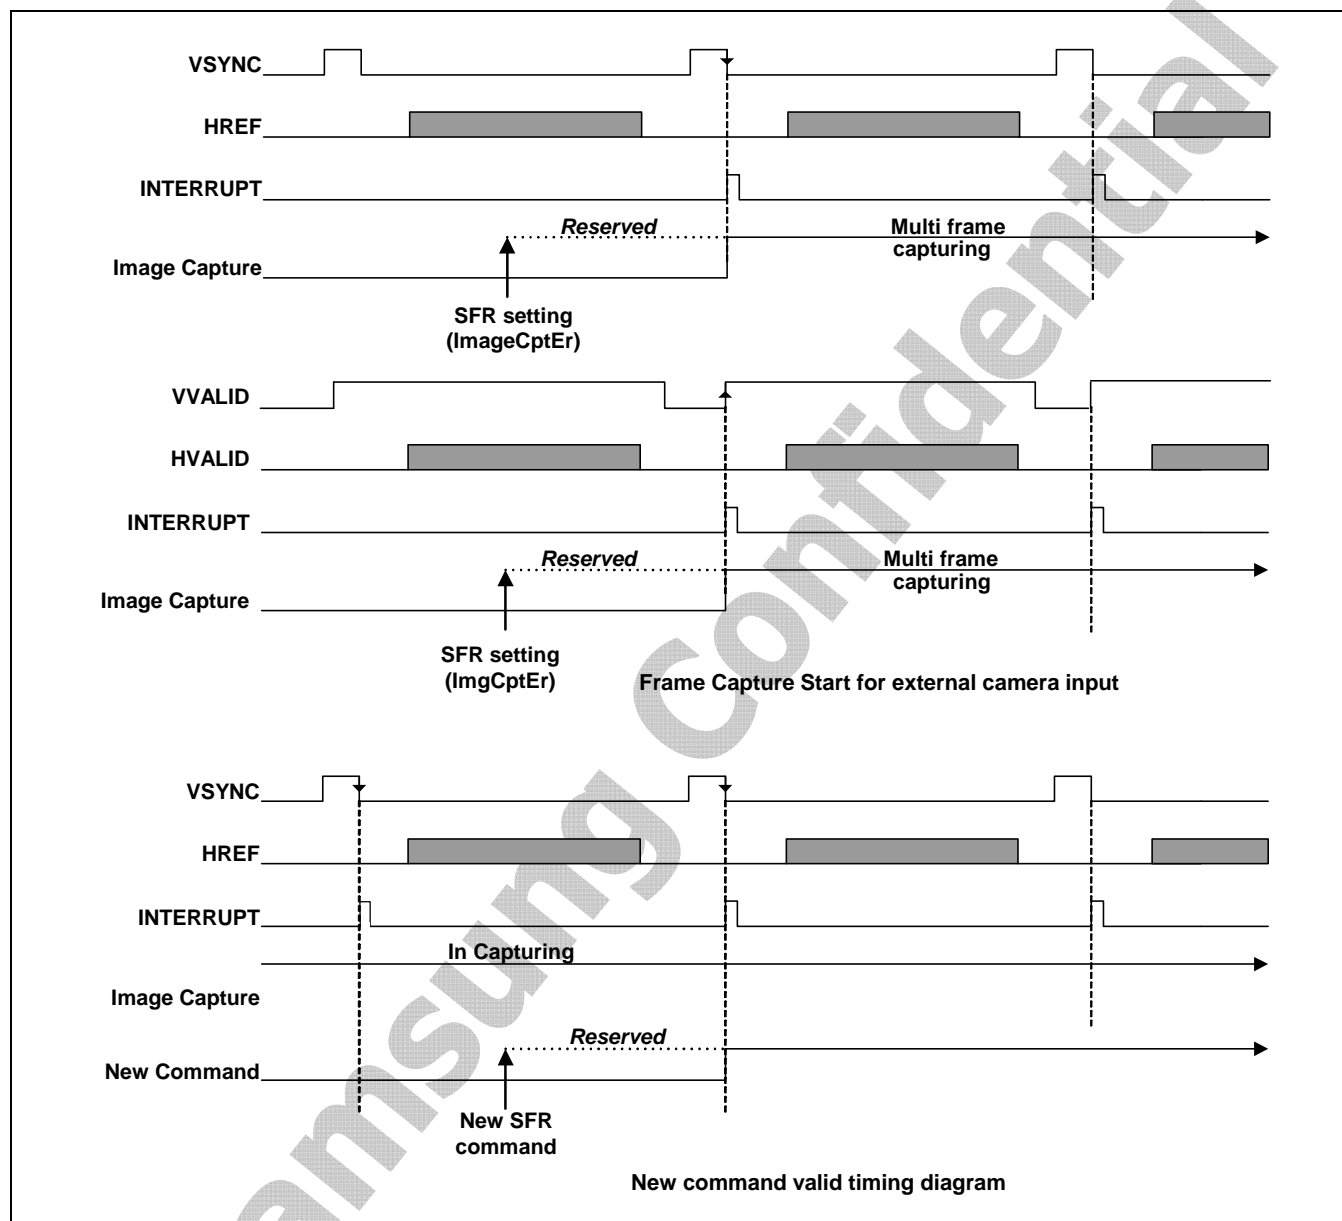 VSYNC
HREF
INTERRUPT
Reserved
Multi frame
capturing
Image Capture
SFR setting
(ImageCptEr)
VVALID
HVALID
INTERRUPT
Reserved
Multi frame
capturing
Image Capture
SFR setting
(ImgCptEr)
Frame Capture Start for external camera input
VSYNC
HREF
INTERRUPT
In Capturing
Image Capture
Reserved
New Command
New SFR
command
New command valid timing diagram
amsung Confidential